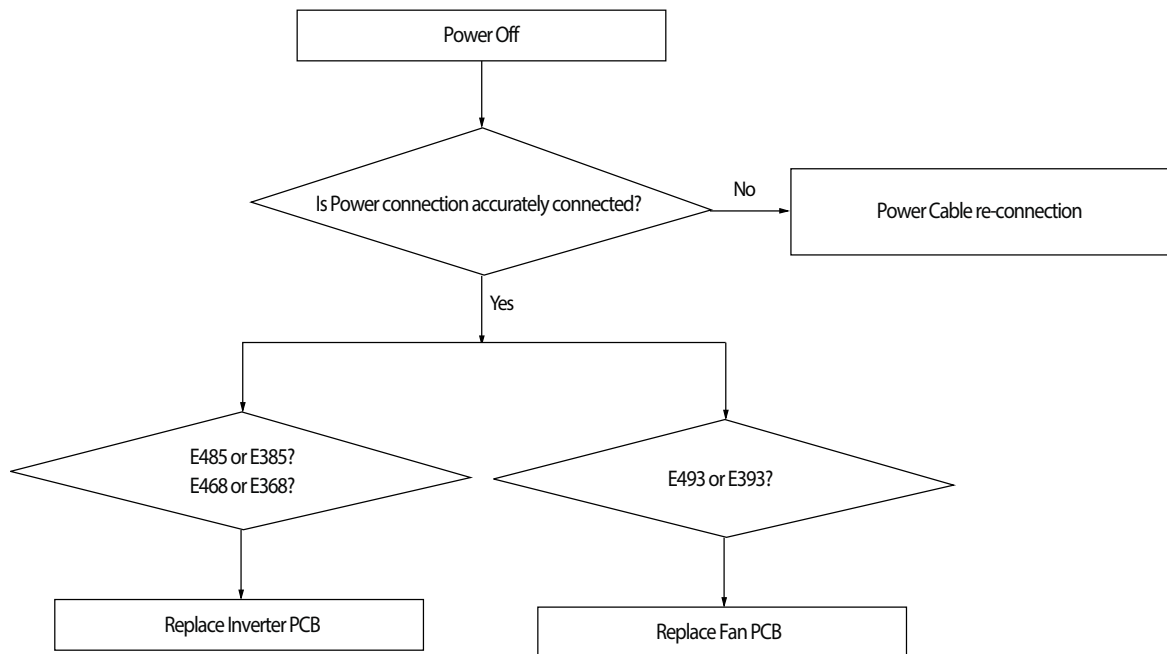 Power Off
Is Power connection accurately connected?
No
Power Cable re-connection
Yes
E485 or E385?
E468 or E368?
E493 or E393?
Replace Inverter PCB
Replace Fan PCB